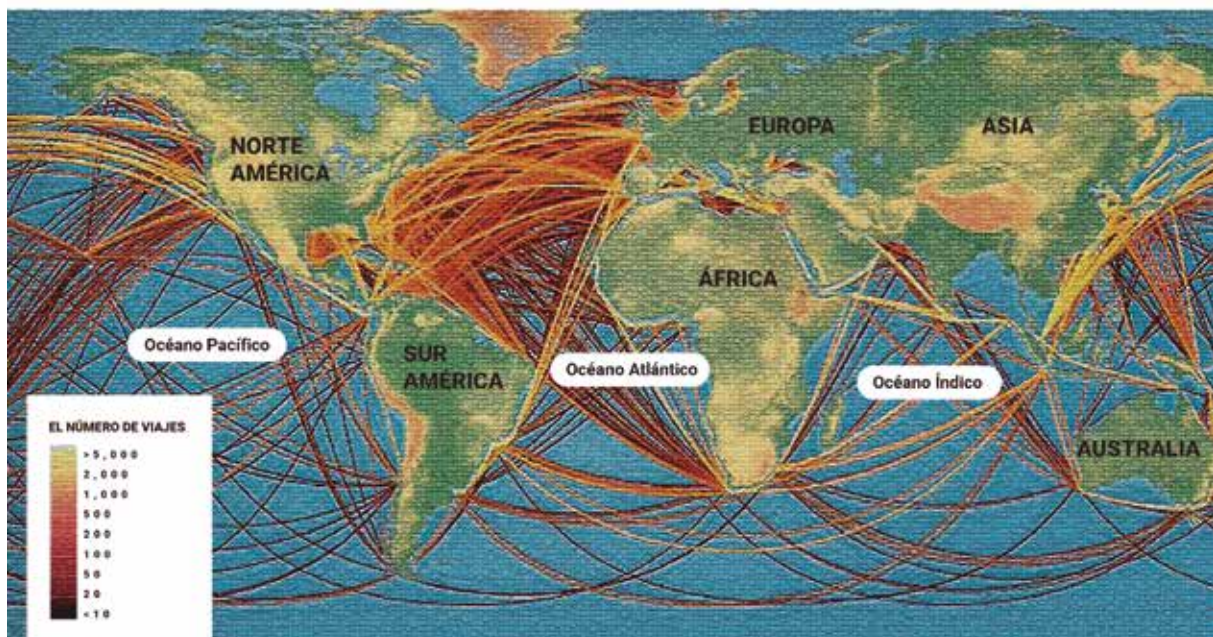 NORTE
AMÉRICA
EUROPA
ASIA
ÁFRICA
Océano Pacífico
SUR
AMÉRICA
Océano Atlántico
Océano Índico
AUSTRALIA
EL NÚMERO DE VIAJES
>5,000
2,000
1,000
500
200
100
50
20
<10